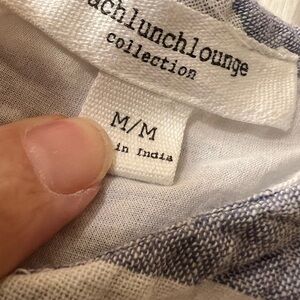 achlunchlounge
collection
M/M
in India